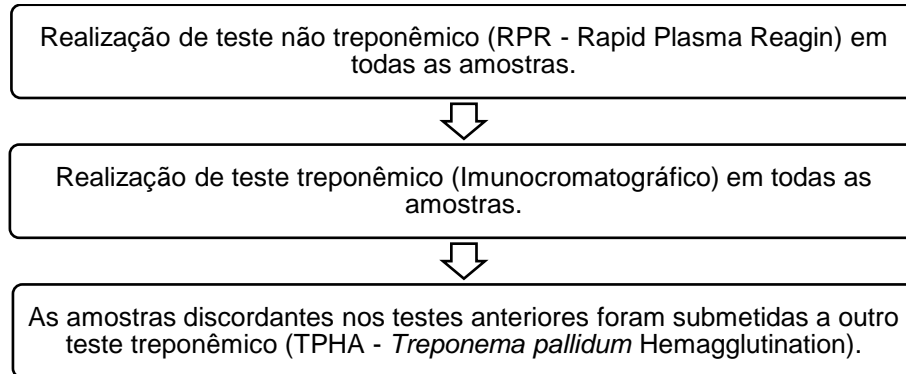 Realização de teste não treponêmico (RPR - Rapid Plasma Reagin) em
todas as amostras.
Realização de teste treponêmico (Imunocromatográfico) em todas as
amostras.
As amostras discordantes nos testes anteriores foram submetidas a outro
teste treponêmico (TPHA - Treponema pallidum Hemagglutination).